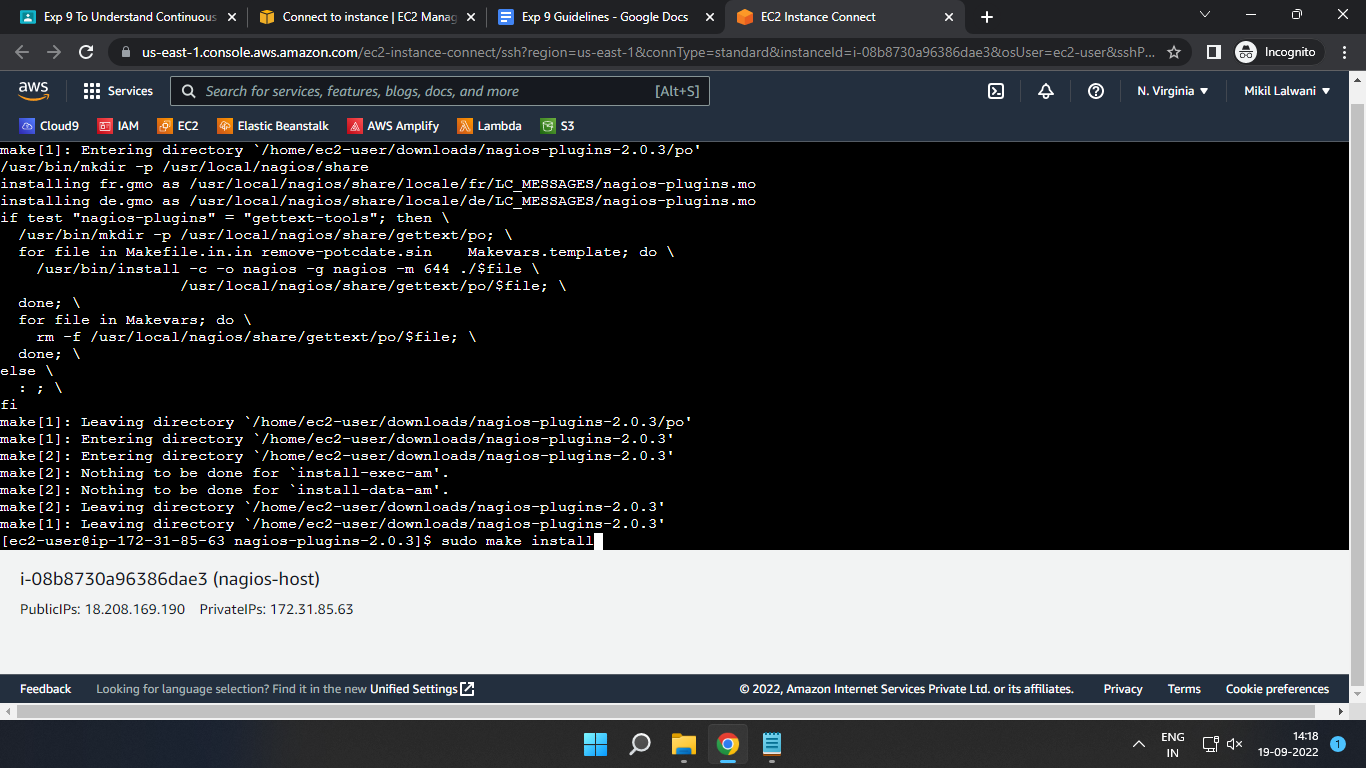 Exp 9 To Understand Continuous
Connect to instance | EC2 Manag
Exp 9 Guidelines - Google Docs
EC2 Instance Connect
us-east-1.console.aws.amazon.com/ec2-instance-connect/ssh?region=us-east-1&connType=standard&instanceId=i-08b8730a96386dae3&osUser=ec2-user&sshP...
Incognito
aws
Services
Search for services, features, blogs, docs, and more
[Alt+S]
N. Virginia
Mikil Lalwani
Cloud9
IAM
EC2
Elastic Beanstalk
AWS Amplify
Lambda
S3
make[1]: Entering directory `/home/ec2-user/downloads/nagios-plugins-2.0.3/po'
/usr/bin/mkdir -p /usr/local/nagios/share
installing fr.gmo as /usr/local/nagios/share/locale/fr/LC_MESSAGES/nagios-plugins.mo
installing de.gmo as /usr/local/nagios/share/locale/de/LC_MESSAGES/nagios-plugins.mo
if test "nagios-plugins" = "gettext-tools"; then \
  /usr/bin/mkdir -p /usr/local/nagios/share/gettext/po; \
  for file in Makefile.in.in remove-potcdate.sin    Makevars.template; do \
    /usr/bin/install -c -o nagios -g nagios -m 644 ./$file \
                    /usr/local/nagios/share/gettext/po/$file; \
  done; \
  for file in Makevars; do \
    rm -f /usr/local/nagios/share/gettext/po/$file; \
  done; \
else \
  : ; \
fi
make[1]: Leaving directory `/home/ec2-user/downloads/nagios-plugins-2.0.3/po'
make[1]: Entering directory `/home/ec2-user/downloads/nagios-plugins-2.0.3'
make[2]: Entering directory `/home/ec2-user/downloads/nagios-plugins-2.0.3'
make[2]: Nothing to be done for `install-exec-am'.
make[2]: Nothing to be done for `install-data-am'.
make[2]: Leaving directory `/home/ec2-user/downloads/nagios-plugins-2.0.3'
make[1]: Leaving directory `/home/ec2-user/downloads/nagios-plugins-2.0.3'
[ec2-user@ip-172-31-85-63 nagios-plugins-2.0.3]$ sudo make install
i-08b8730a96386dae3 (nagios-host)
PublicIPs: 18.208.169.190    PrivateIPs: 172.31.85.63
Feedback
Looking for language selection? Find it in the new Unified Settings
© 2022, Amazon Internet Services Private Ltd. or its affiliates.
Privacy
Terms
Cookie preferences
ENG
IN
14:18
19-09-2022
1